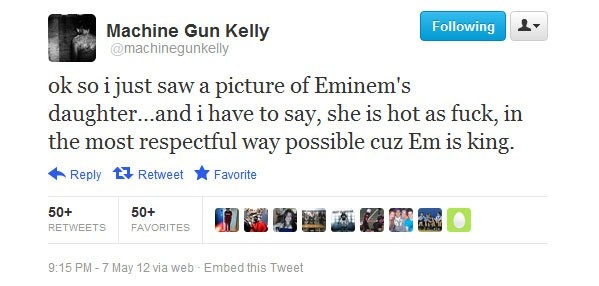 Machine Gun Kelly
@machinegunkelly
Following
ok so i just saw a picture of Eminem's
daughter...and i have to say, she is hot as fuck, in
the most respectful way possible cuz Em is king.
Reply Retweet Favorite
50+ 50+
RETWEETS FAVORITES
9:15 PM - 7 May 12 via web · Embed this Tweet